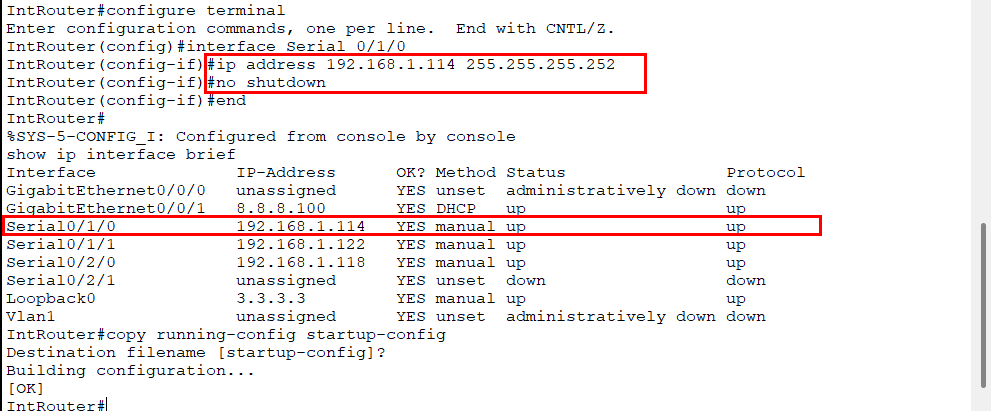 IntRouter#configure terminal
Enter configuration commands, one per line.  End with CNTL/Z.
IntRouter(config)#interface Serial 0/1/0
IntRouter(config-if)#ip address 192.168.1.114 255.255.255.252
IntRouter(config-if)#no shutdown
IntRouter(config-if)#end
IntRouter#
%SYS-5-CONFIG_I: Configured from console by console
show ip interface brief
Interface              IP-Address      OK? Method Status                Protocol
GigabitEthernet0/0/0   unassigned      YES unset  administratively down down
GigabitEthernet0/0/1   8.8.8.100       YES DHCP   up                    up
Serial0/1/0            192.168.1.114   YES manual up                    up
Serial0/1/1            192.168.1.122   YES manual up                    up
Serial0/2/0            192.168.1.118   YES manual up                    up
Serial0/2/1            unassigned      YES unset  down                  down
Loopback0              3.3.3.3         YES manual up                    up
Vlan1                  unassigned      YES unset  administratively down down
IntRouter#copy running-config startup-config
Destination filename [startup-config]?
Building configuration...
[OK]
IntRouter#